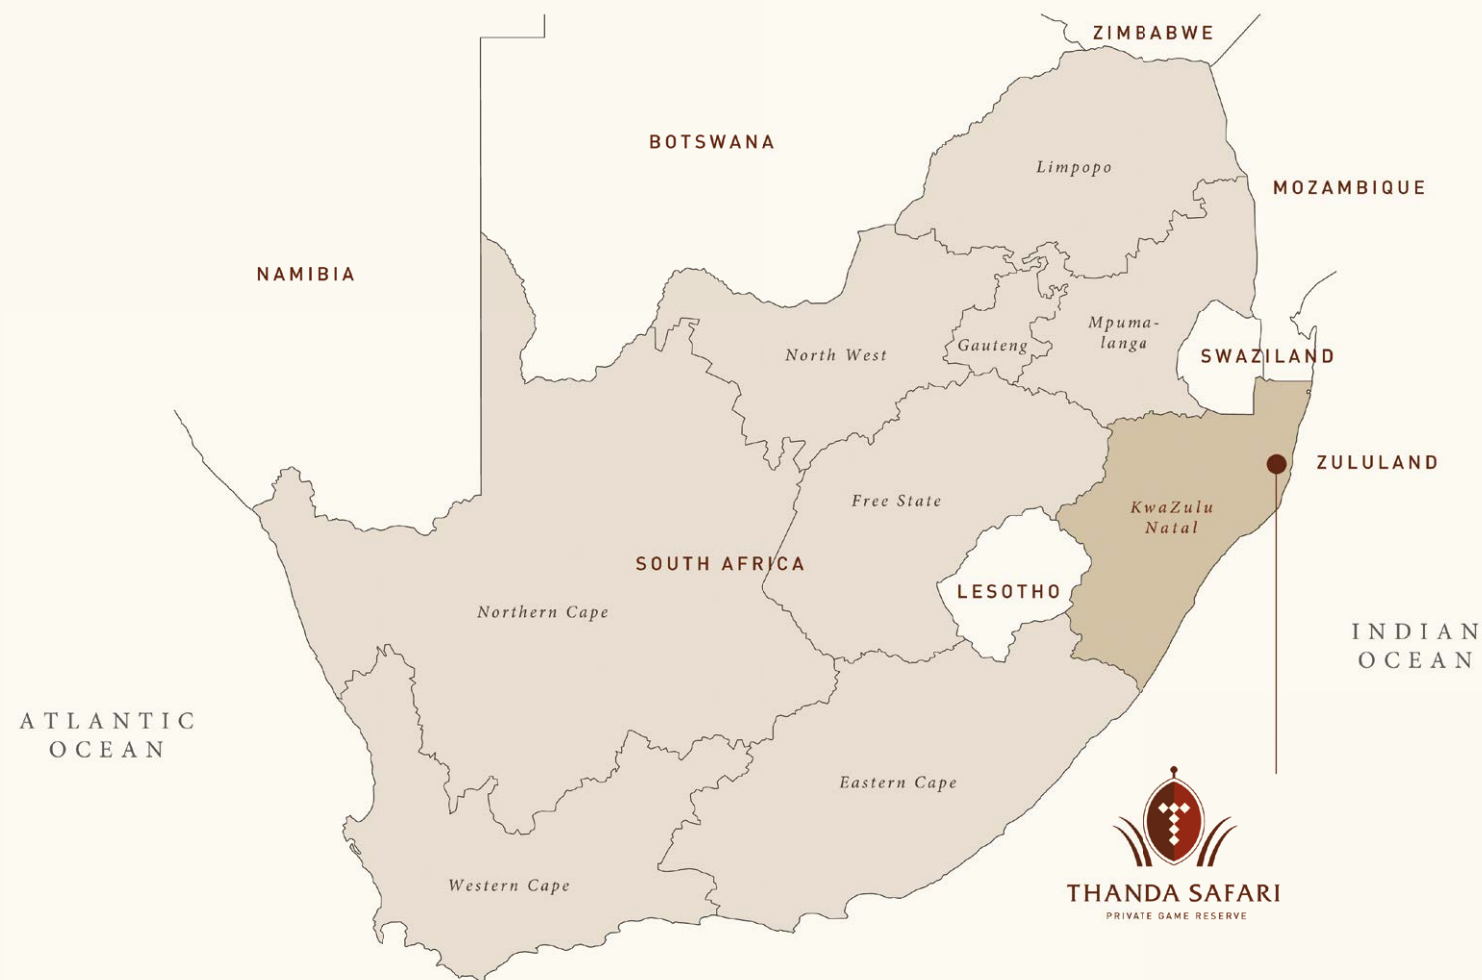 ZIMBABWE
BOTSWANA
Limpopo
MOZAMBIQUE
NAMIBIA
Mpuma-
langa
North West
Gauteng
SWAZILAND
ZULULAND
Free State
KwaZulu
Natal
SOUTH AFRICA
LESOTHO
Northern Cape
INDIAN
OCEAN
ATLANTIC
OCEAN
Eastern Cape
Western Cape
THANDA SAFARI
PRIVATE GAME RESERVE